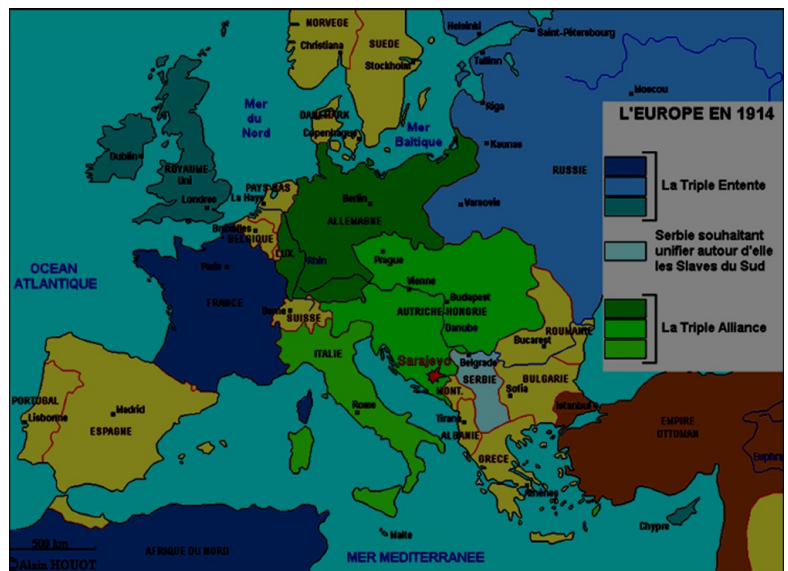 NORVEGE
Christiana
SUEDE
Stockholm
Helsinki
Saint-Pétersbourg
Tallinn
Riga
Moscou
Mer
du
Nord
DANEMARK
Copenhague
Mer
Baltique
Kaunas
RUSSIE
Dublin
ROYAUME
Uni
Londres
PAYS-BAS
La Haye
Berlin
ALLEMAGNE
Varsovie
Bruxelles
BELGIQUE
LUX.
Rhin
Prague
OCEAN
ATLANTIQUE
Paris
FRANCE
Vienne
Budapest
AUTRICHE-HONGRIE
Danube
Berne
SUISSE
ROUMANIE
Bucarest
ITALIE
Sarajevo
Belgrade
SERBIE
MONT.
BULGARIE
Sofia
PORTUGAL
Lisbonne
Madrid
ESPAGNE
Rome
Tirana
ALBANIE
Istanbul
EMPIRE
OTTOMAN
GRECE
Athènes
Chypre
Malte
500 km
AFRIQUE DU NORD
MER MEDITERRANEE
©Alain HOUOT
L'EUROPE EN 1914
La Triple Entente
Serbie souhaitant
unifier autour d'elle
les Slaves du Sud
La Triple Alliance